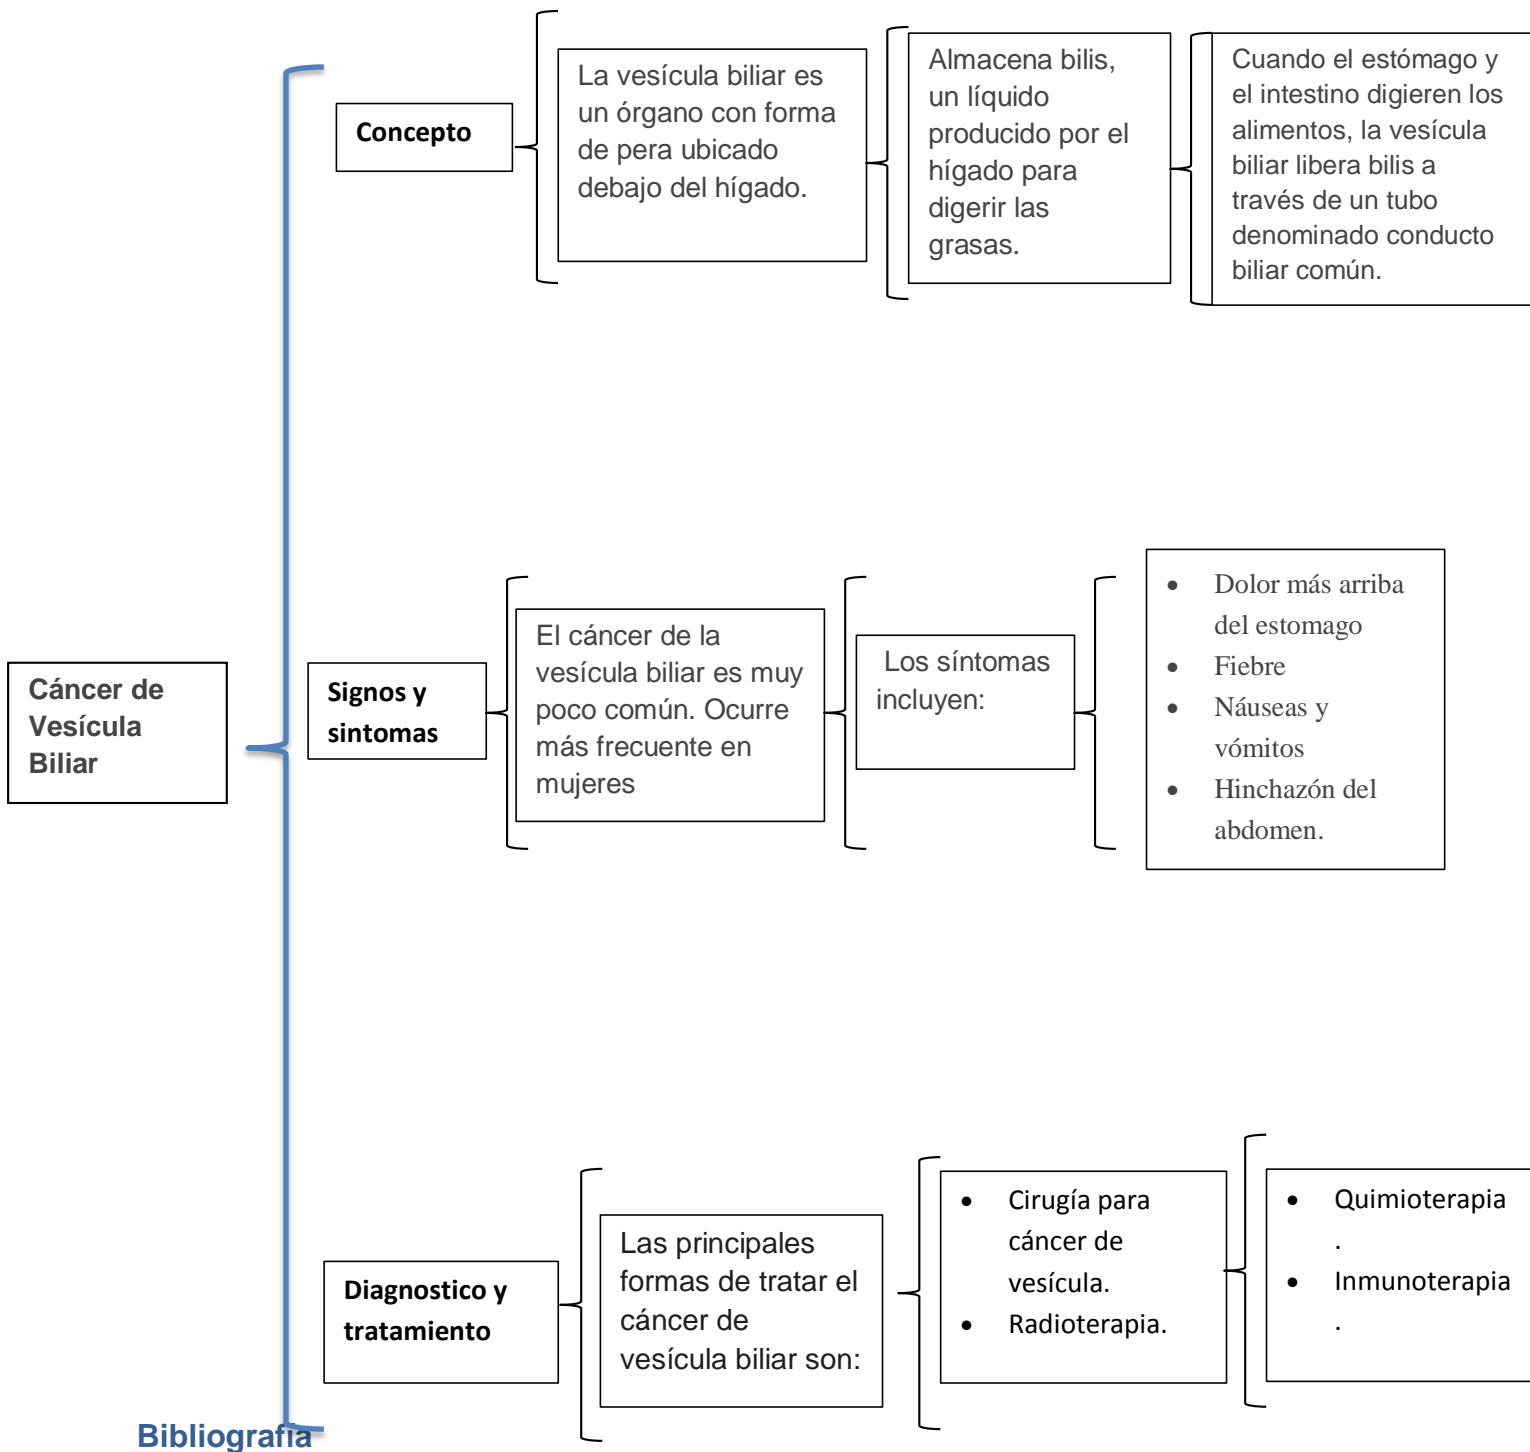 Cáncer de
Vesícula
Biliar
Concepto
La vesícula biliar es
un órgano con forma
de pera ubicado
debajo del hígado.
Almacena bilis,
un líquido
producido por el
hígado para
digerir las
grasas.
Cuando el estómago y
el intestino digieren los
alimentos, la vesícula
biliar libera bilis a
través de un tubo
denominado conducto
biliar común.
Signos y
sintomas
El cáncer de la
vesícula biliar es muy
poco común. Ocurre
más frecuente en
mujeres
Los síntomas
incluyen:
• Dolor más arriba
del estomago
• Fiebre
• Náuseas y
vómitos
• Hinchazón del
abdomen.
Diagnostico y
tratamiento
Las principales
formas de tratar el
cáncer de
vesícula biliar son:
• Cirugía para
cáncer de
vesícula.
• Radioterapia.
• Quimioterapia
.
• Inmunoterapia
.
Bibliografía